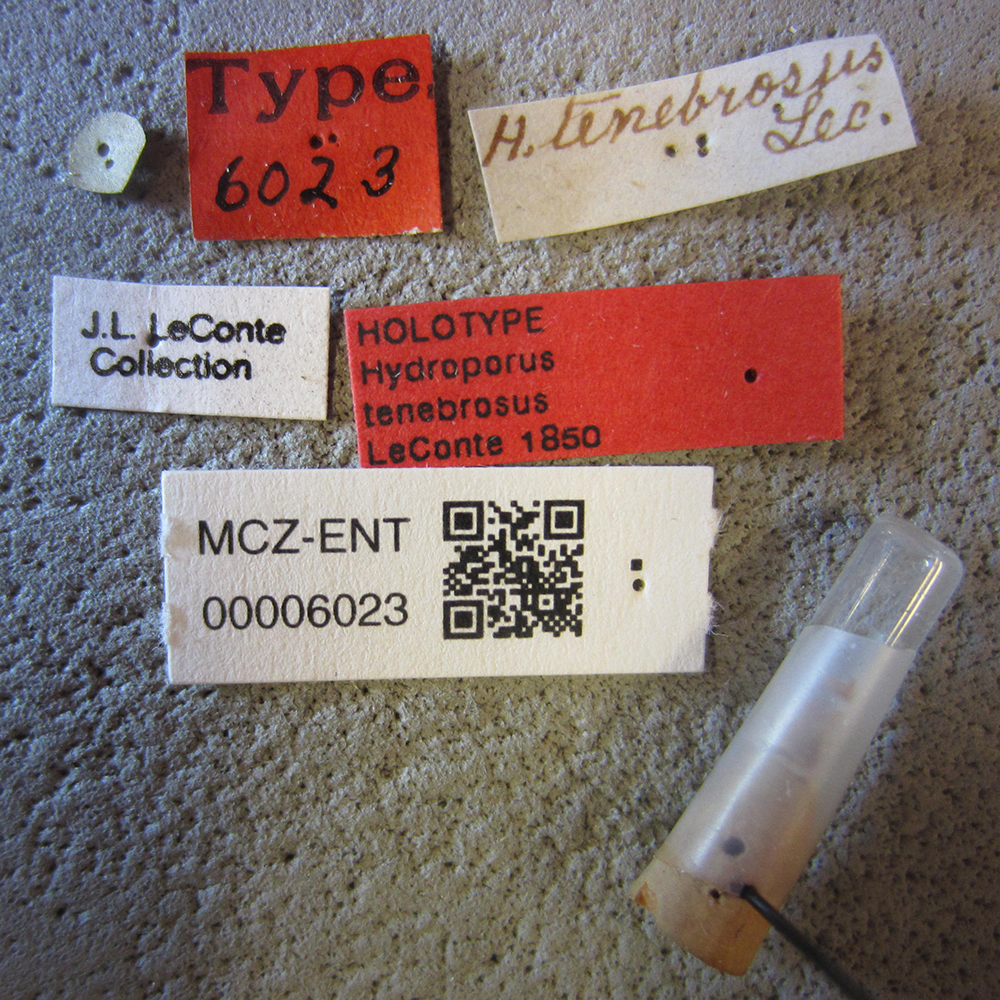 Type
6023
H. tenebrosus
Lec.
J.L. LeConte
Collection
HOLOTYPE
Hydroporus
tenebrosus
LeConte 1850
MCZ-ENT
00006023